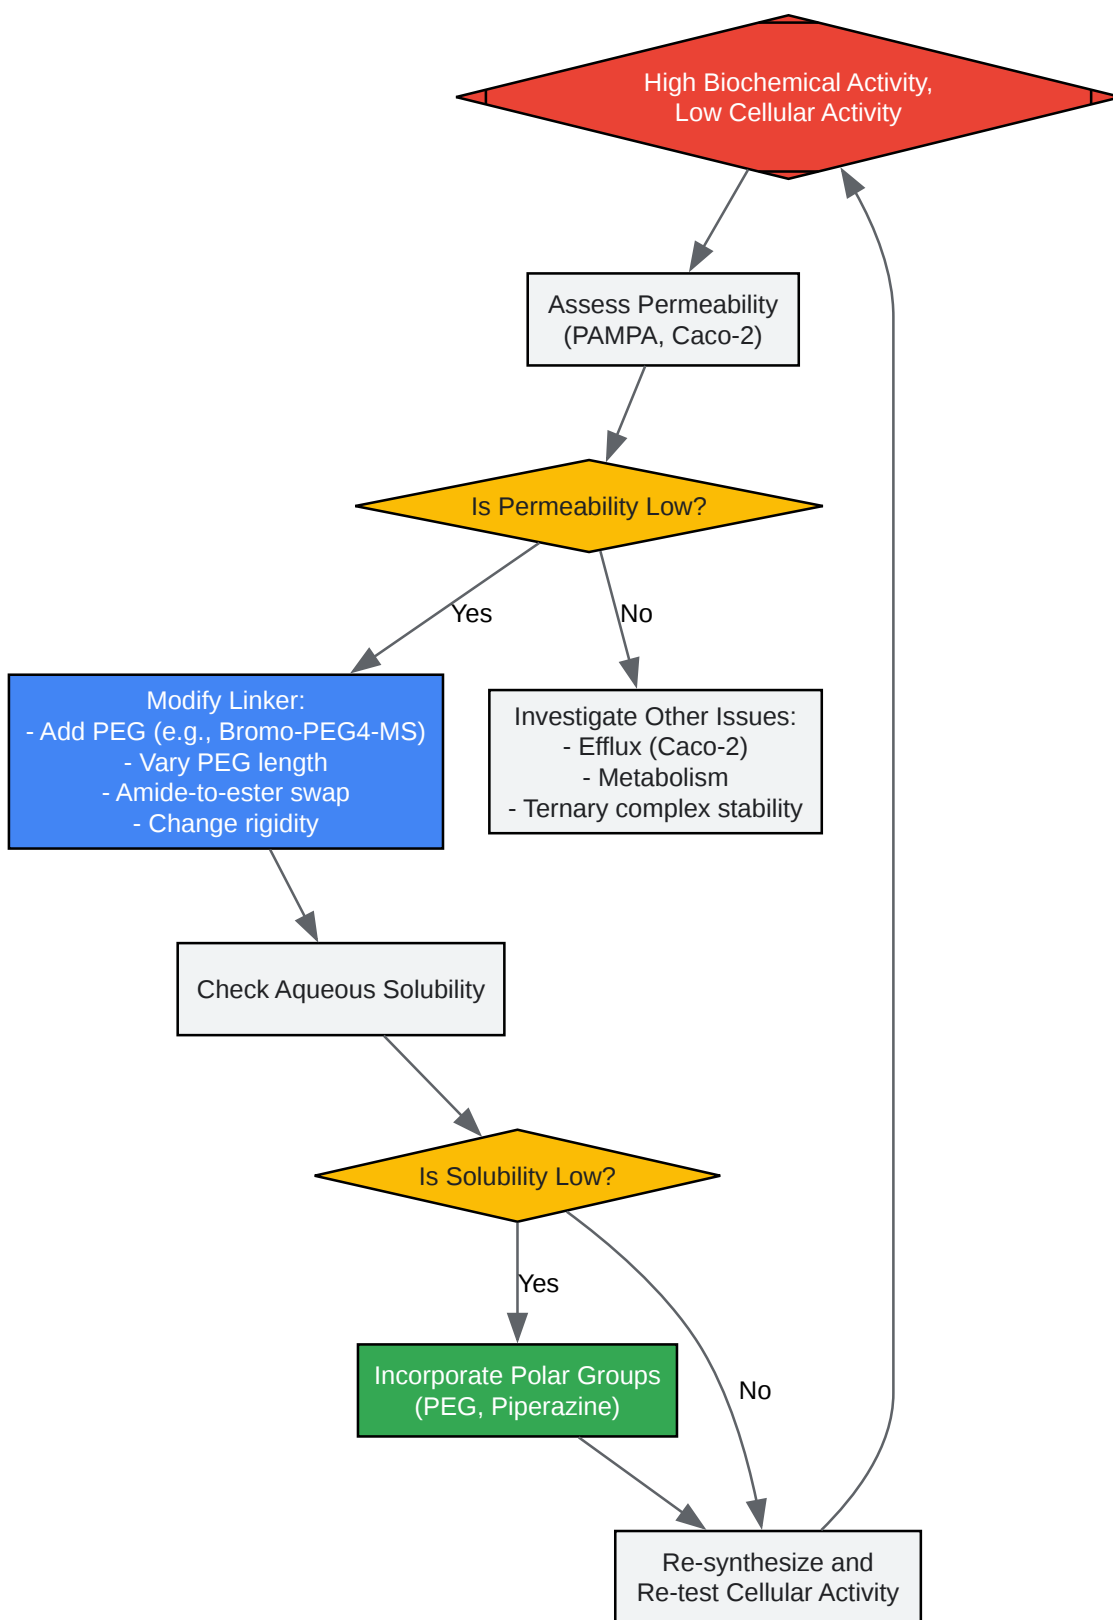 High Biochemical Activity,
Low Cellular Activity
Assess Permeability
(PAMPA, Caco-2)
Is Permeability Low?
Yes
No
Modify Linker:
- Add PEG (e.g., Bromo-PEG4-MS)
- Vary PEG length
- Amide-to-ester swap
- Change rigidity
Investigate Other Issues:
- Efflux (Caco-2)
- Metabolism
- Ternary complex stability
Check Aqueous Solubility
Is Solubility Low?
Yes
Incorporate Polar Groups
(PEG, Piperazine)
No
Re-synthesize and
Re-test Cellular Activity